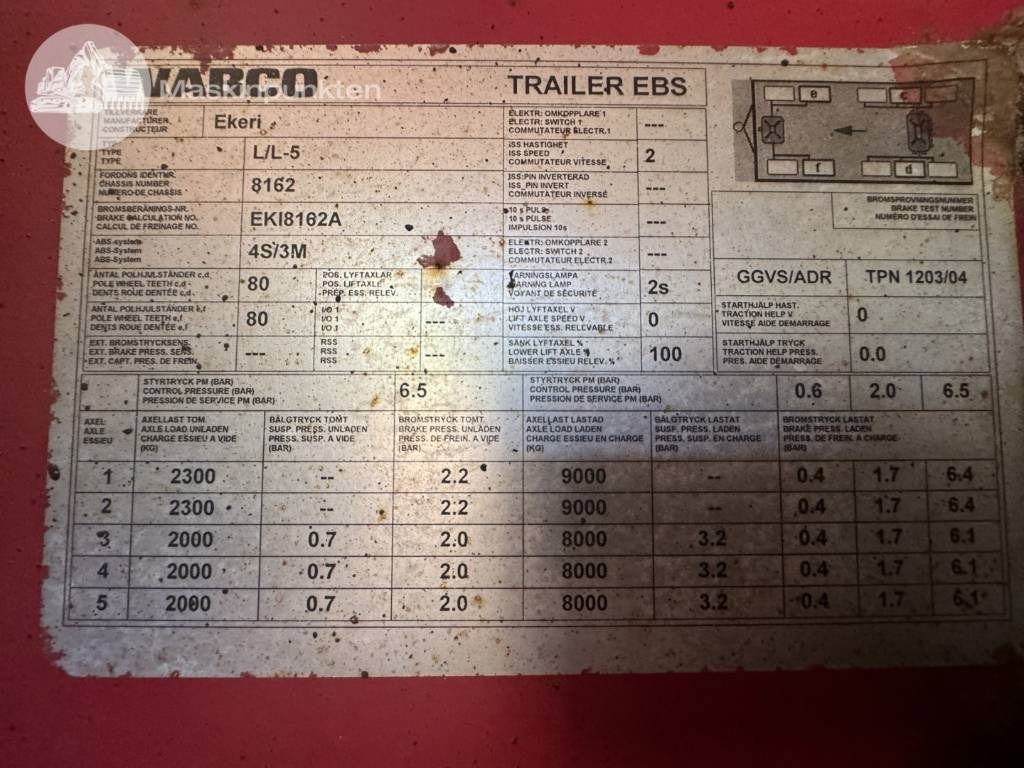 WABCO
Maskinpunkten
TRAILER EBS
TILLVERKARE
MANUFACTURER
CONSTRUCTEUR
Ekeri
ELEKTR: OMKOPPLARE 1
ELECTR: SWITCH 1
COMMUTATEUR ÉLECTR.1
---
TYPE
TYPE
L/L-5
ISS HASTIGHET
ISS SPEED
COMMUTATEUR VITESSE
2
FORDONS IDENTNR.
CHASSIS NUMBER
NUMÉRO DE CHASSIS
8162
ISS:PIN INVERTERAD
ISS_PIN INVERT
COMMUTATEUR INVERSÉ
---
BROMSBERÄNINGS-NR.
BRAKE CALCULATION NO.
CALCUL DE FREINAGE NO.
EKI8162A
10 s PULS
10 s PULSE
IMPULSION 10s
---
ABS-system
ABS-System
ABS-System
4S/3M
ELEKTR: OMKOPPLARE 2
ELECTR: SWITCH 2
COMMUTATEUR ELECTR.2
---
ANTAL POLHJULSTÄNDER c,d
POLE WHEEL TEETH c,d
DENTS ROUE DENTÉE c,d
80
POS. LYFTAXLAR
POS. LIFTAXLE
PREP. ESS. RELEV.
VARNINGSLAMPA
WARNING LAMP
VOYANT DE SÉCURITÉ
2s
ANTAL POLHJULSTÄNDER e,f
POLE WHEEL TEETH e,f
DENTS ROUE DENTÉE e,f
80
I/O 1
I/O 1
I/O 1
---
HÖJ LYFTAXEL V
LIFT AXLE SPEED V
VITESSE ESS. RELEVABLE
0
EXT. BROMSTRYCKSENS.
EXT. BRAKE PRESS. SENS.
EXT. CAPT. PRES. DE FREIN.
---
RSS
RSS
RSS
---
SÄNK LYFTAXEL %
LOWER LIFT AXLE %
BAISSER ESSIEU RELEV. %
100
e
c
f
d
BROMSPROVNINGSNUMMER
BRAKE TEST NUMBER
NUMÉRO D'ESSAI DE FREIN
GGVS/ADR
TPN 1203/04
STARTHJÄLP HAST.
TRACTION HELP V
VITESSE AIDE DEMARRAGE
0
STARTHJÄLP TRYCK
TRACTION HELP PRESS.
PRES. AIDE DÉMARRAGE
0.0
STYRTRYCK PM (BAR)
CONTROL PRESSURE (BAR)
PRESSION DE SERVICE PM (BAR)
6.5
STYRTRYCK PM (BAR)
CONTROL PRESSURE (BAR)
PRESSION DE SERVICE PM (BAR)
0.6 2.0 6.5
AXEL
AXLE
ESSIEU
AXELLAST TOM.
AXLE LOAD UNLADEN
CHARGE ESSIEU A VIDE
(KG)
BÄLGTRYCK TOMT
SUSP. PRESS. UNLADEN
PRESS. SUSP. A VIDE
(BAR)
BROMSTRYCK TOMT.
BRAKE PRESS. UNLADEN
PRESS. DE FREIN. A VIDE
(BAR)
AXELLAST LASTAD
AXLE LOAD LADEN
CHARGE ESSIEU EN CHARGE
(KG)
BÄLGTRYCK LASTAT
SUSP. PRESS. LADEN
PRESS. SUSP. EN CHARGE
(BAR)
BROMSTRYCK LASTAT
BRAKE PRESS. LADEN
PRESS. DE FREIN. A CHARGE
(BAR)
1 2300 -- 2.2 9000 -- 0.4 1.7 6.4
2 2300 -- 2.2 9000 -- 0.4 1.7 6.4
3 2000 0.7 2.0 8000 3.2 0.4 1.7 6.1
4 2000 0.7 2.0 8000 3.2 0.4 1.7 6.1
5 2000 0.7 2.0 8000 3.2 0.4 1.7 6.1